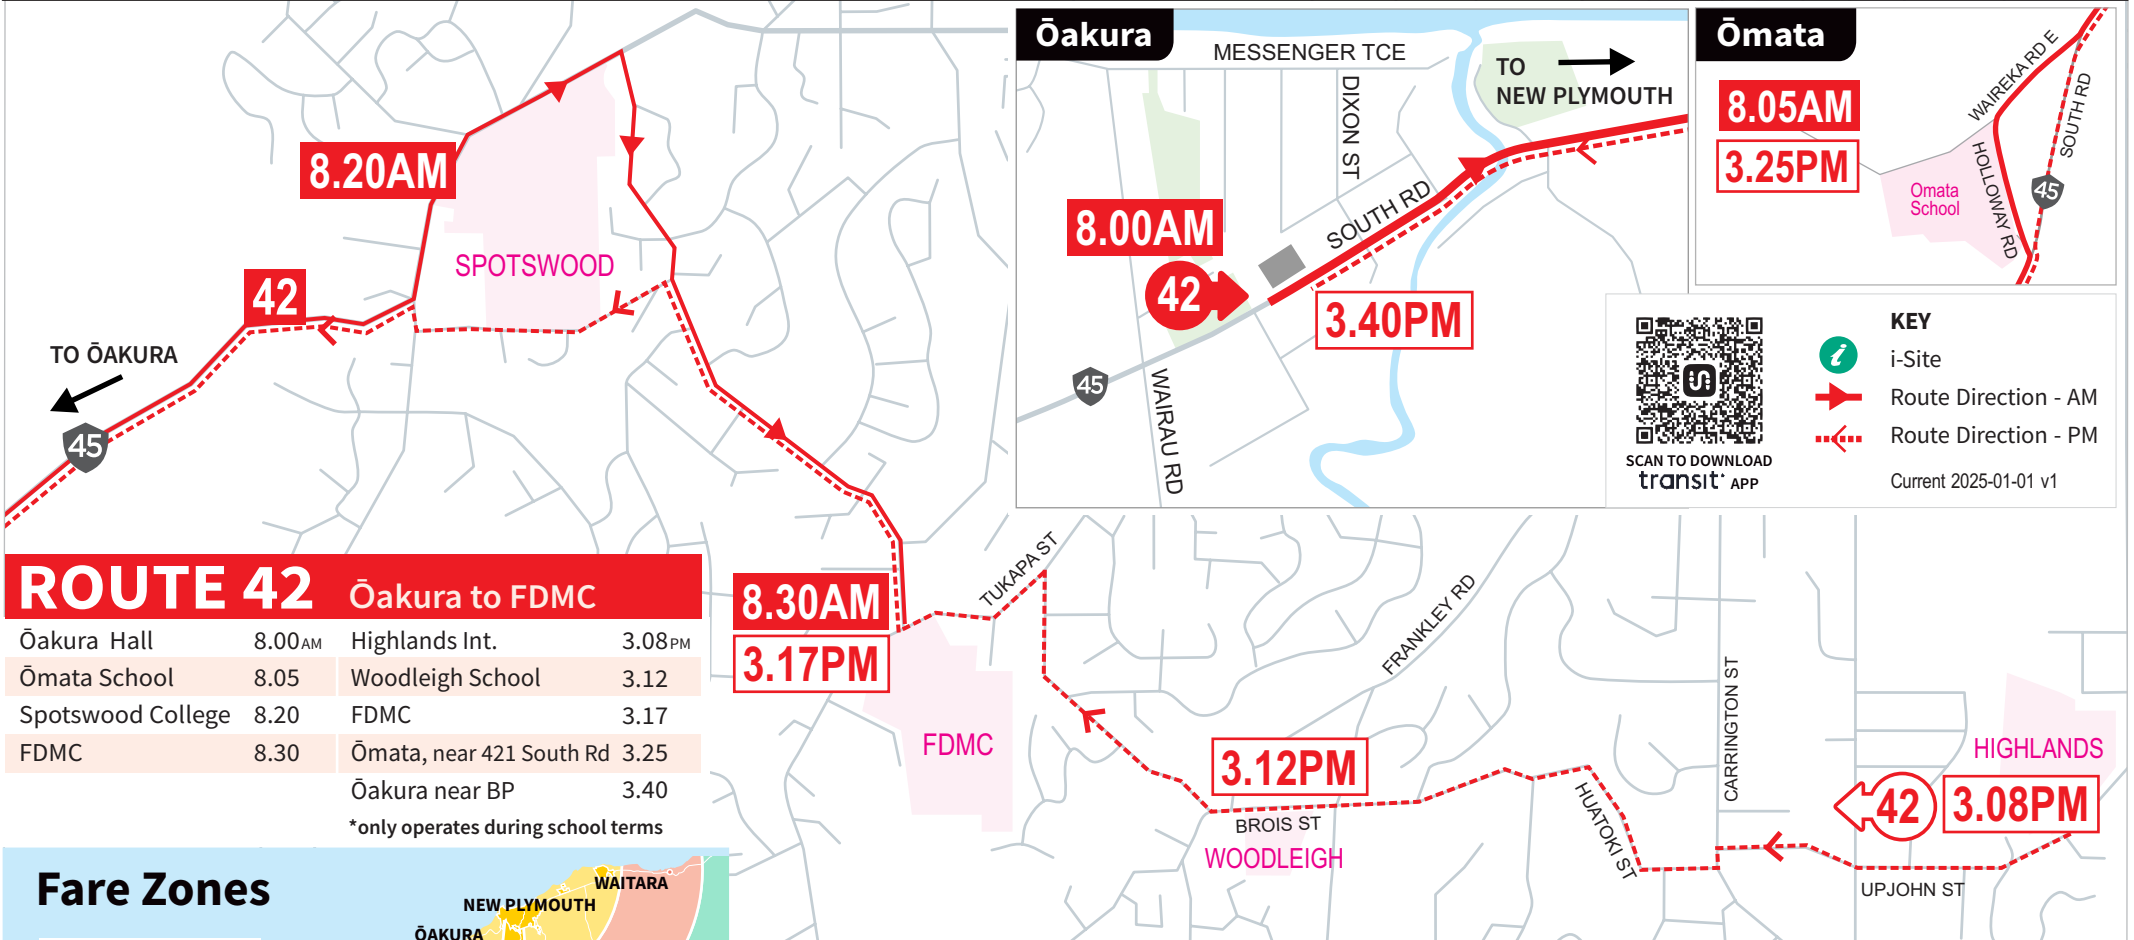 8.20AM
SPOTSWOOD
42
TO ŌAKURA
45
Ōakura
MESSENGER TCE
TO
NEW PLYMOUTH
DIXON ST
SOUTH RD
8.00AM
42
3.40PM
45
WAIRAU RD
Ōmata
WAIREKA RD E
8.05AM
3.25PM
SOUTH RD
HOLLOWAY RD
Omata
School
45
KEY
i
i-Site
Route Direction - AM
Route Direction - PM
SCAN TO DOWNLOAD
transit APP
Current 2025-01-01 v1
ROUTE 42 Ōakura to FDMC
Ōakura Hall 8.00AM Highlands Int. 3.08PM
Ōmata School 8.05 Woodleigh School 3.12
Spotswood College 8.20 FDMC 3.17
FDMC 8.30 Ōmata, near 421 South Rd 3.25
Ōakura near BP 3.40
*only operates during school terms
8.30AM
3.17PM
TUKAPA ST
FRANKLEY RD
FDMC
3.12PM
BROIS ST
WOODLEIGH
HUATOKI ST
CARRINGTON ST
HIGHLANDS
42
3.08PM
UPJOHN ST
Fare Zones
WAITARA
NEW PLYMOUTH
ŌAKURA